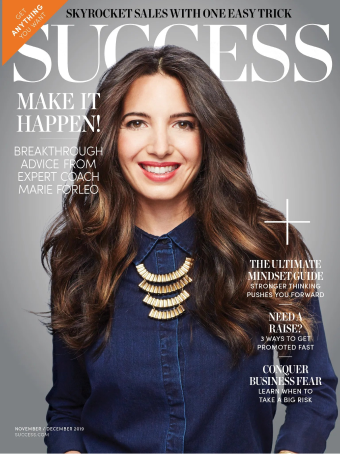 GET
ANYTHING
YOU WANT
SKYROCKET SALES WITH ONE EASY TRICK
SUCCESS
MAKE IT
HAPPEN!
BREAKTHROUGH
ADVICE FROM
EXPERT COACH
MARIE FORLEO
THE ULTIMATE
MINDSET GUIDE
STRONGER THINKING
PUSHES YOU FORWARD
NEED A
RAISE?
3 WAYS TO GET
PROMOTED FAST
CONQUER
BUSINESS FEAR
LEARN WHEN TO
TAKE A BIG RISK
NOVEMBER / DECEMBER 2019
SUCCESS.COM